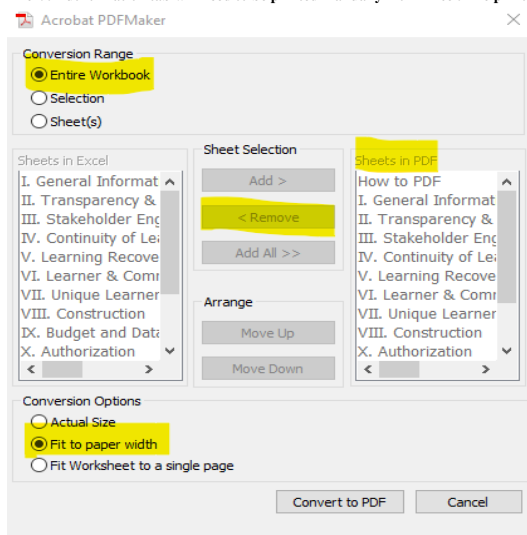 Acrobat PDFMaker
Conversion Range
Entire Workbook
Selection
Sheet(s)
Sheets in Excel
I. General Informat
II. Transparency &
III. Stakeholder Eng
IV. Continuity of Lea
V. Learning Recove
VI. Learner & Comr
VII. Unique Learner
VIII. Construction
IX. Budget and Data
X. Authorization
Sheet Selection
Add >
< Remove
Add All >>
Arrange
Move Up
Move Down
Sheets in PDF
How to PDF
I. General Informat
II. Transparency &
III. Stakeholder Eng
IV. Continuity of Lea
V. Learning Recove
VI. Learner & Comr
VII. Unique Learner
VIII. Construction
X. Authorization
Conversion Options
Actual Size
Fit to paper width
Fit Worksheet to a single page
Convert to PDF
Cancel